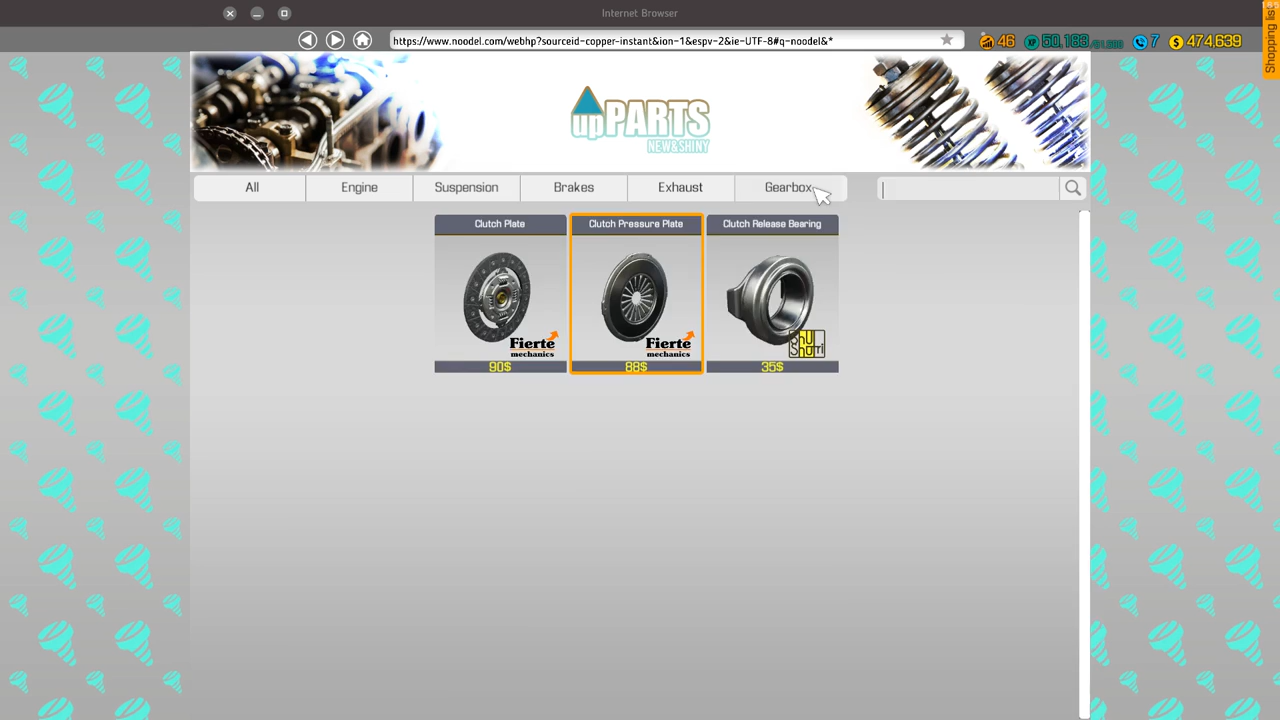 Internet Browser
https://www.noodel.com/webhp?sourceid-copper-instant&ion-1&espv-2&ie-UTF-8#q-noodel&*
46
XP 50,183
7
$ 474,639
Shopping list
upPARTS
NEW&SHINY
All
Engine
Suspension
Brakes
Exhaust
Gearbox
Clutch Plate
Clutch Pressure Plate
Clutch Release Bearing
Fierte mechanics
Fierte mechanics
90$
88$
35$